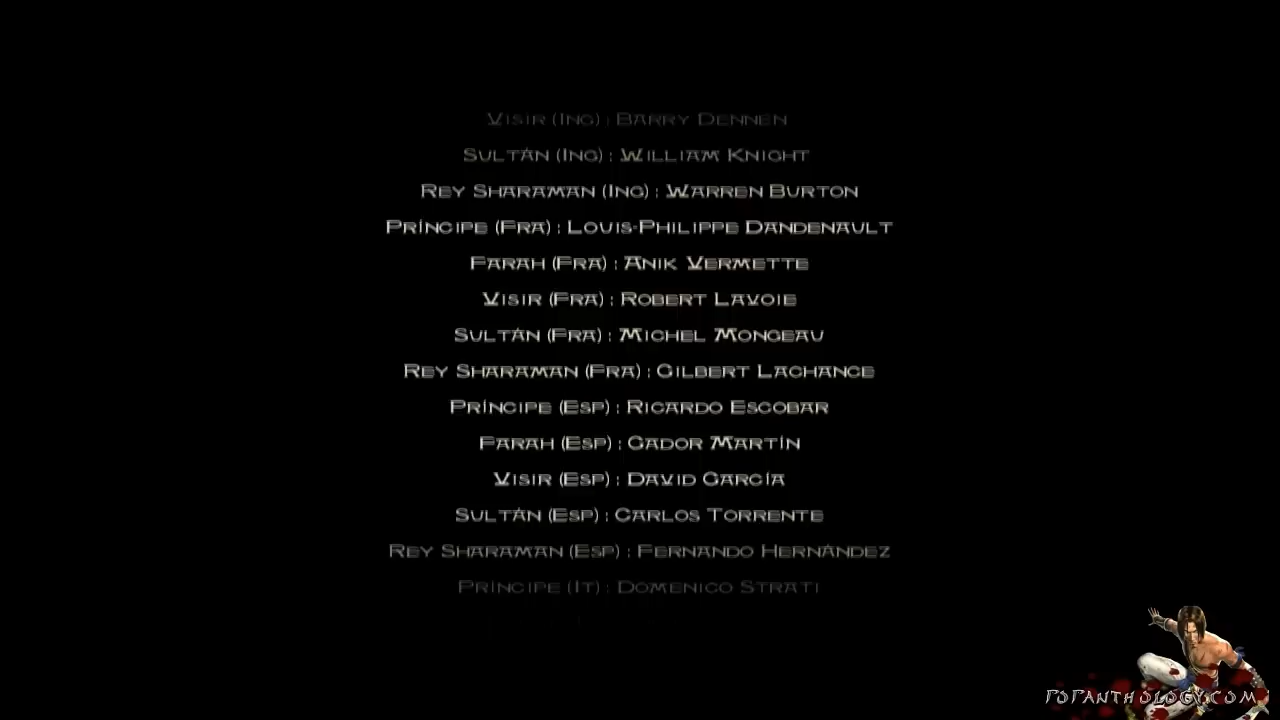 Visir (Ing) : Barry Dennen
Sultán (Ing) : William Knight
Rey Sharaman (Ing) : Warren Burton
Príncipe (Fra) : Louis-Philippe Dandenault
Farah (Fra) : Anik Vermette
Visir (Fra) : Robert Lavoie
Sultán (Fra) : Michel Mongeau
Rey Sharaman (Fra) : Gilbert Lachance
Príncipe (Esp) : Ricardo Escobar
Farah (Esp) : Gador Martín
Visir (Esp) : David García
Sultán (Esp) : Carlos Torrente
Rey Sharaman (Esp) : Fernando Hernández
Príncipe (It) : Domenico Strati
PoPAnthology.com